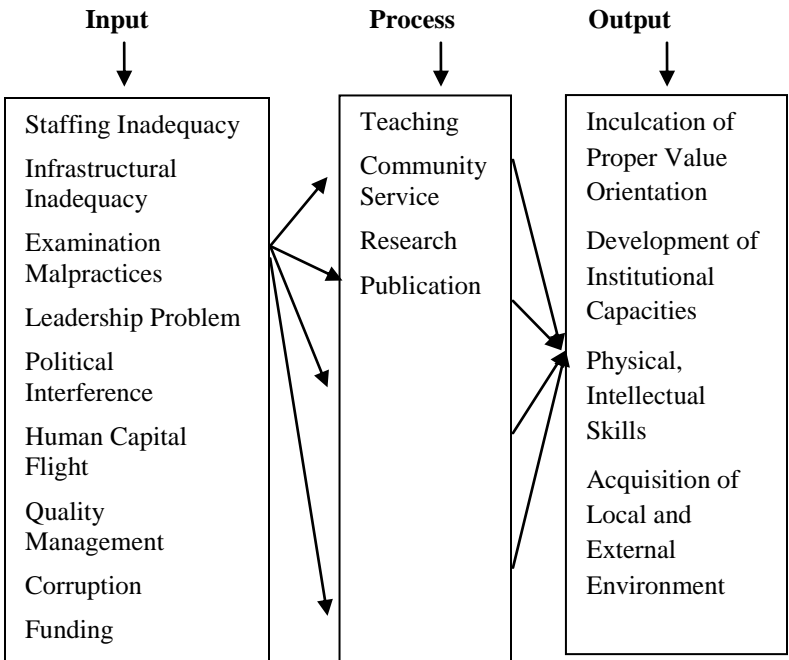 Input Process Output
Staffing Inadequacy
Infrastructural
Inadequacy
Examination
Malpractices
Leadership Problem
Political
Interference
Human Capital
Flight
Quality
Management
Corruption
Funding
Teaching
Community
Service
Research
Publication
Inculcation of
Proper Value
Orientation
Development of
Institutional
Capacities
Physical,
Intellectual
Skills
Acquisition of
Local and
External
Environment